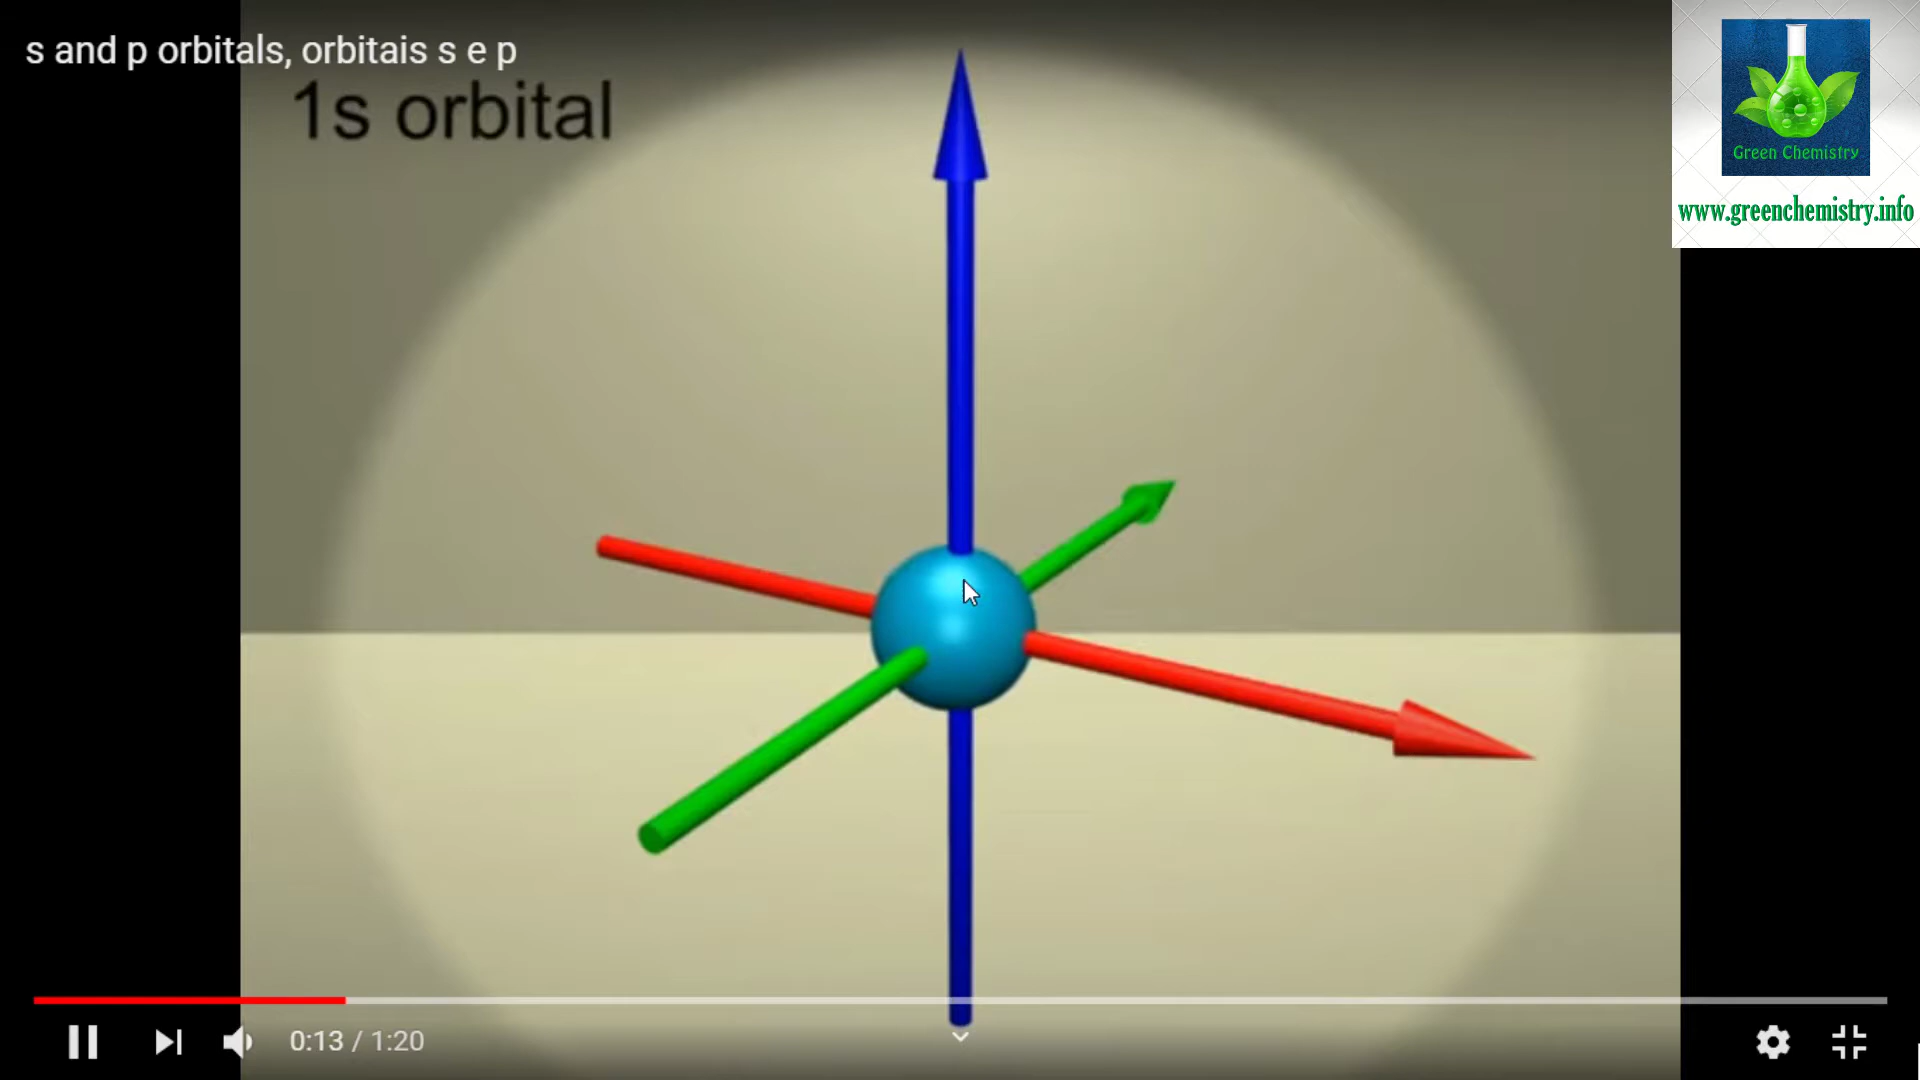 s and p orbitals, orbitais s e p
1s orbital
Green Chemistry
www.greenchemistry.info
0:13 / 1:20